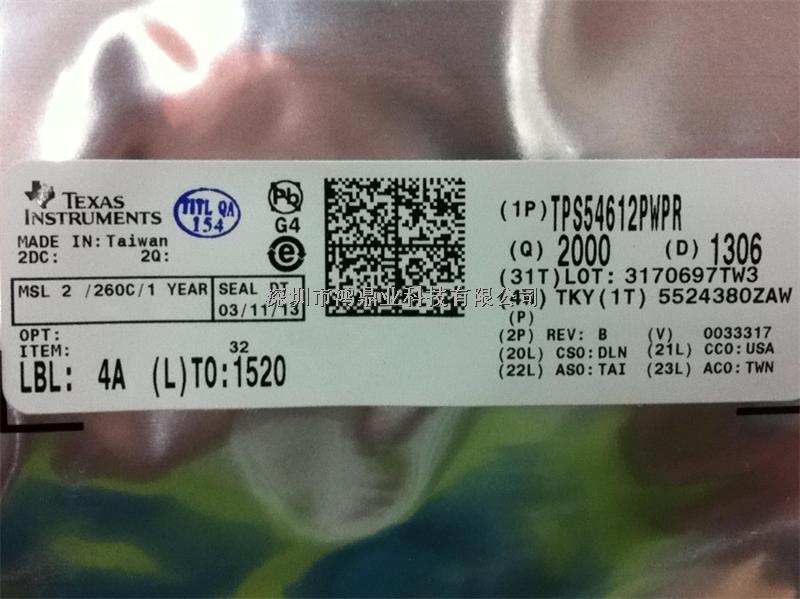 TEXAS
INSTRUMENTS
TITL QA
154
Pb
G4
e
MADE IN: Taiwan
2DC: 2Q:
MSL 2 /260C/1 YEAR
SEAL DT
03/11/13
OPT:
ITEM: 32
LBL: 4A (L)TO:1520
(1P)TPS54612PWPR
(Q) 2000 (D) 1306
(31T)LOT: 3170697TW3
TKY(1T) 5524380ZAW
(P)
(2P) REV: B (V) 0033317
(20L) CSO:DLN (21L) CCO:USA
(22L) ASO:TAI (23L) ACO:TWN
深圳市鸿鼎业科技有限公司